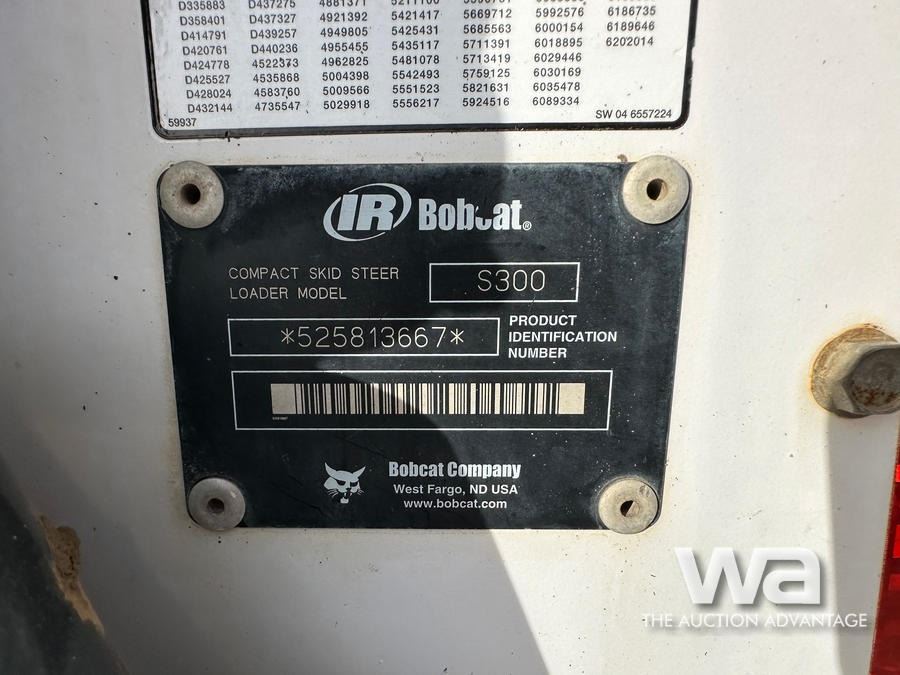 D335883 D437275 4881371
D358401 D437327 4921392 5421417 5669712 5992576 6186735
D414791 D439257 4949805 5425431 5685563 6000154 6189646
D420761 D440236 4955455 5435117 5711391 6018895 6202014
D424778 4522373 4962825 5481078 5713419 6029446
D425527 4535868 5004398 5542493 5759125 6030169
D428024 4583760 5009566 5551523 5821631 6035478
D432144 4735547 5029918 5556217 5924516 6089334
59937 SW 04 6557224
IR Bobcat®
COMPACT SKID STEER
LOADER MODEL
S300
*525813667*
PRODUCT
IDENTIFICATION
NUMBER
Bobcat Company
West Fargo, ND USA
www.bobcat.com
wa
THE AUCTION ADVANTAGE